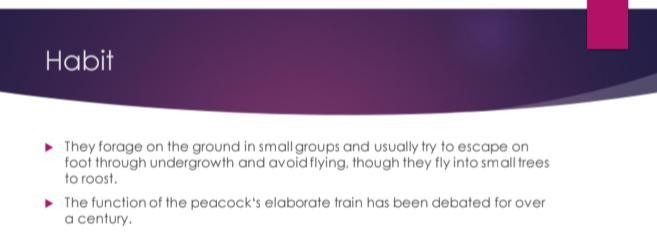 Habit
They forage on the ground in small groups and usually try to escape on
foot through undergrowth and avoid flying, though they fly into small trees
to roost.
The function of the peacock's elaborate train has been debated for over
a century.